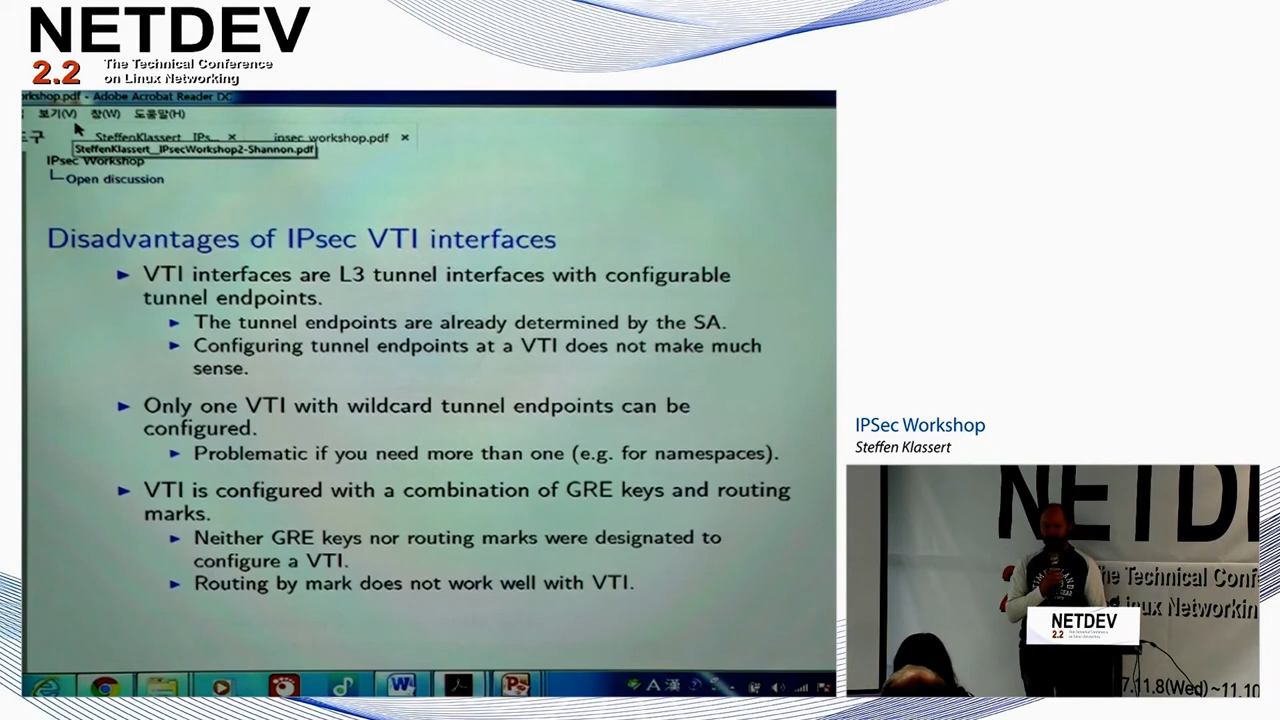 NETDEV
2.2 The Technical Conference
on Linux Networking
rkshop.pdf - Adobe Acrobat Reader DC
보기(V) 창(W) 도움말(H)
도구 SteffenKlassert_IPs... × ipsec_workshop.pdf ×
SteffenKlassert_IPsecWorkshop2-Shannon.pdf
IPsec Workshop
Open discussion
Disadvantages of IPsec VTI interfaces
VTI interfaces are L3 tunnel interfaces with configurable
tunnel endpoints.
The tunnel endpoints are already determined by the SA.
Configuring tunnel endpoints at a VTI does not make much
sense.
Only one VTI with wildcard tunnel endpoints can be
configured.
Problematic if you need more than one (e.g. for namespaces).
VTI is configured with a combination of GRE keys and routing
marks.
Neither GRE keys nor routing marks were designated to
configure a VTI.
Routing by mark does not work well with VTI.
A 漢
IPSec Workshop
Steffen Klassert
NETD
he Technical Conf
inux Networkin
NETDEV
2.2
7.11.8(Wed) ~11.10